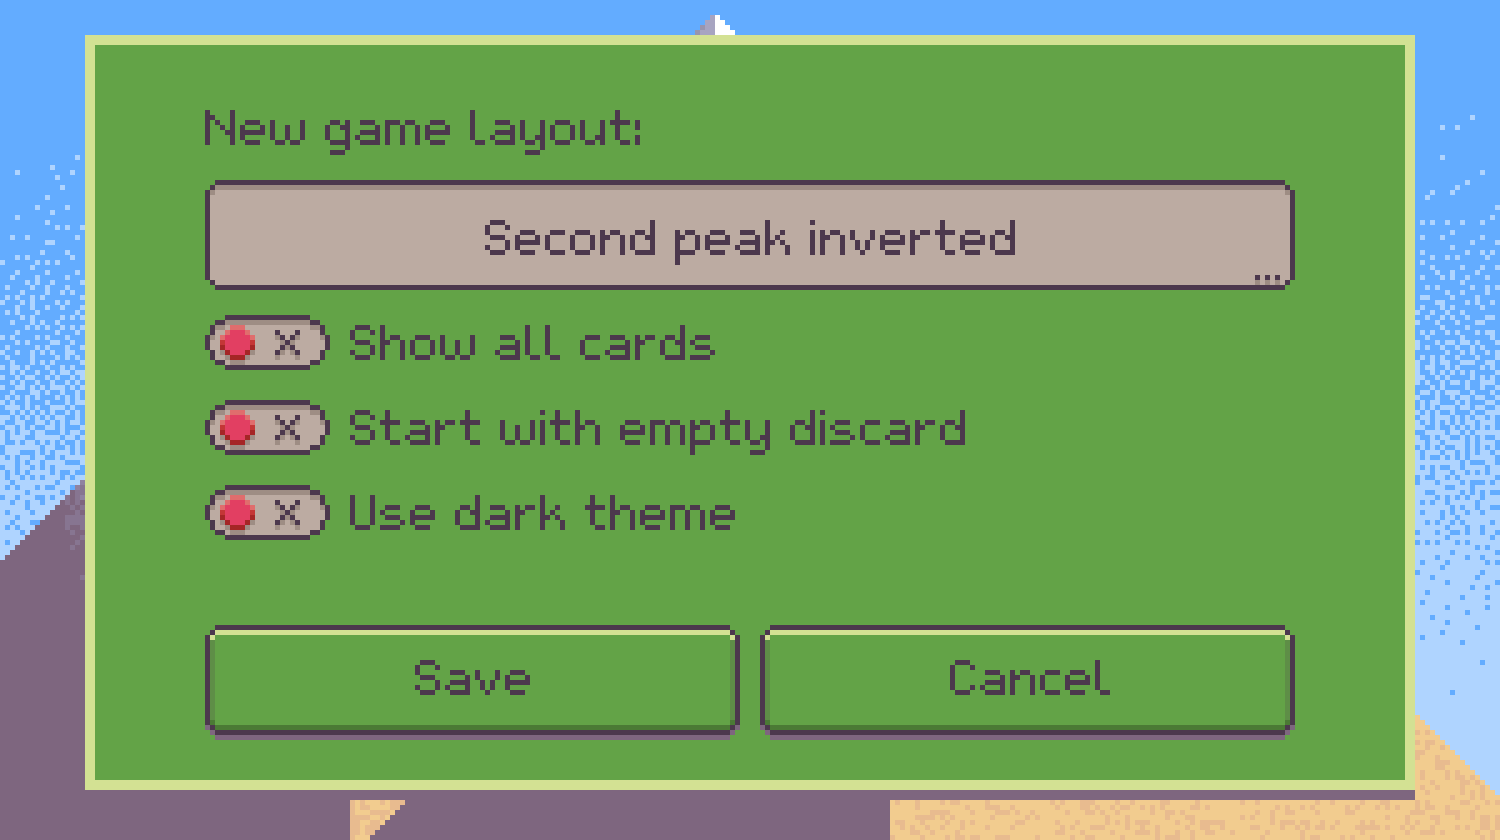 New game layout:
Second peak inverted
...
Show all cards
Start with empty discard
Use dark theme
Save
Cancel